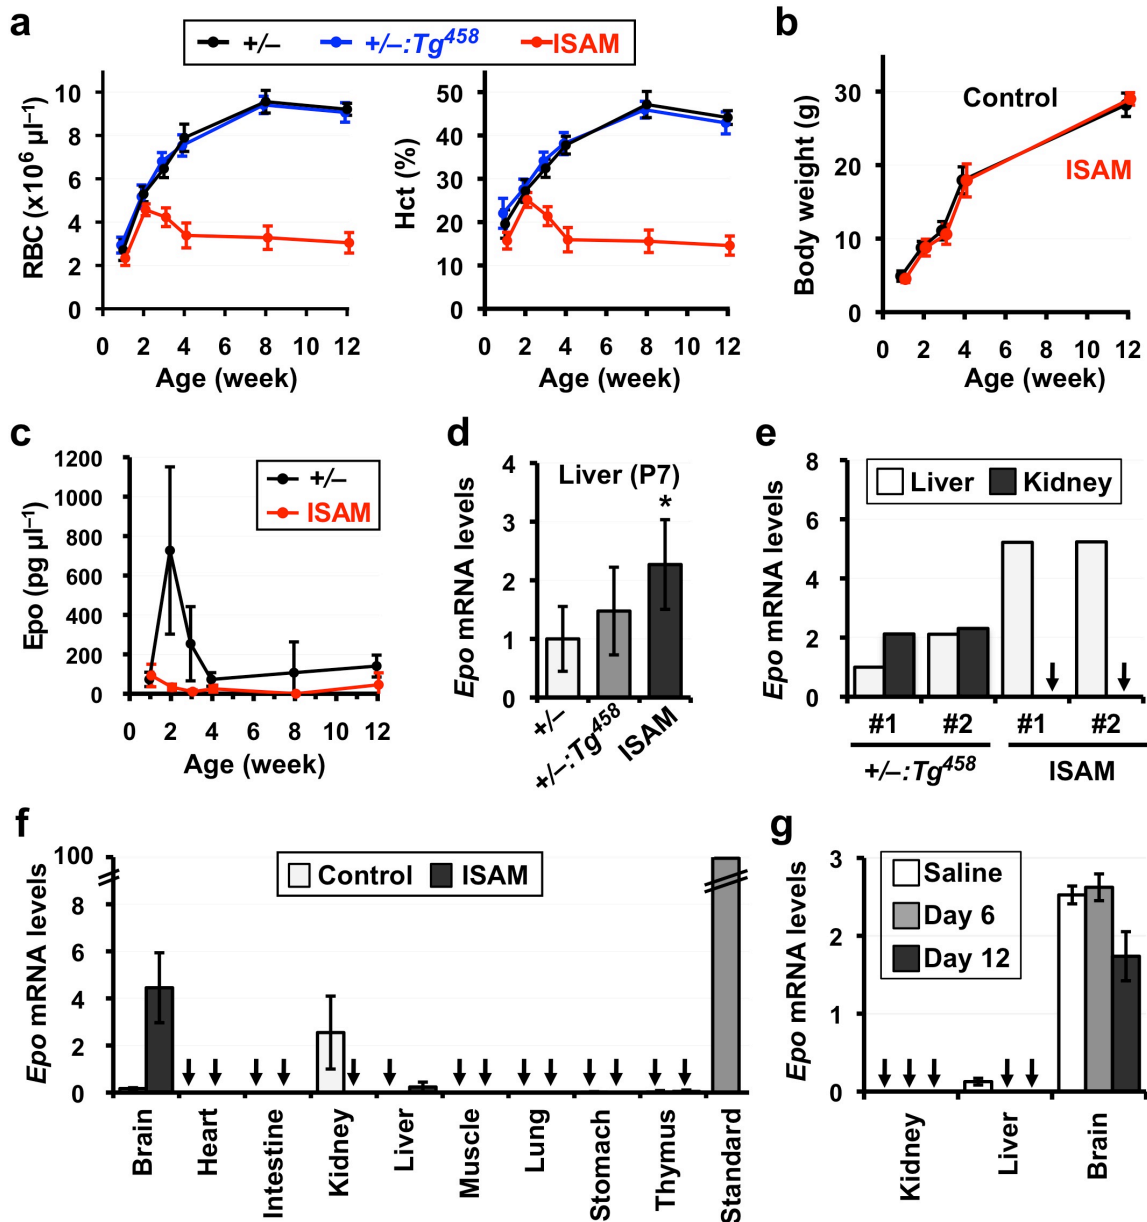 a
+/– +/–:Tg458 ISAM
RBC (x10⁶ µl⁻¹)
10
8
6
4
2
0
0 2 4 6 8 10 12
Age (week)
Hct (%)
50
40
30
20
10
0
0 2 4 6 8 10 12
Age (week)
b
Body weight (g)
30
20
10
0
Control
ISAM
0 2 4 6 8 10 12
Age (week)
c
Epo (pg µl⁻¹)
1200
1000
800
600
400
200
0
+/–
ISAM
0 2 4 6 8 10 12
Age (week)
d
Epo mRNA levels
4
3
2
1
0
Liver (P7)
*
+/–
+/–:Tg458
ISAM
e
Epo mRNA levels
8
6
4
2
0
Liver Kidney
#1 #2 #1 #2
+/–:Tg458 ISAM
f
Epo mRNA levels
100
8
6
4
2
0
Control ISAM
Brain
Heart
Intestine
Kidney
Liver
Muscle
Lung
Stomach
Thymus
Standard
g
Epo mRNA levels
3
2
1
0
Saline
Day 6
Day 12
Kidney
Liver
Brain